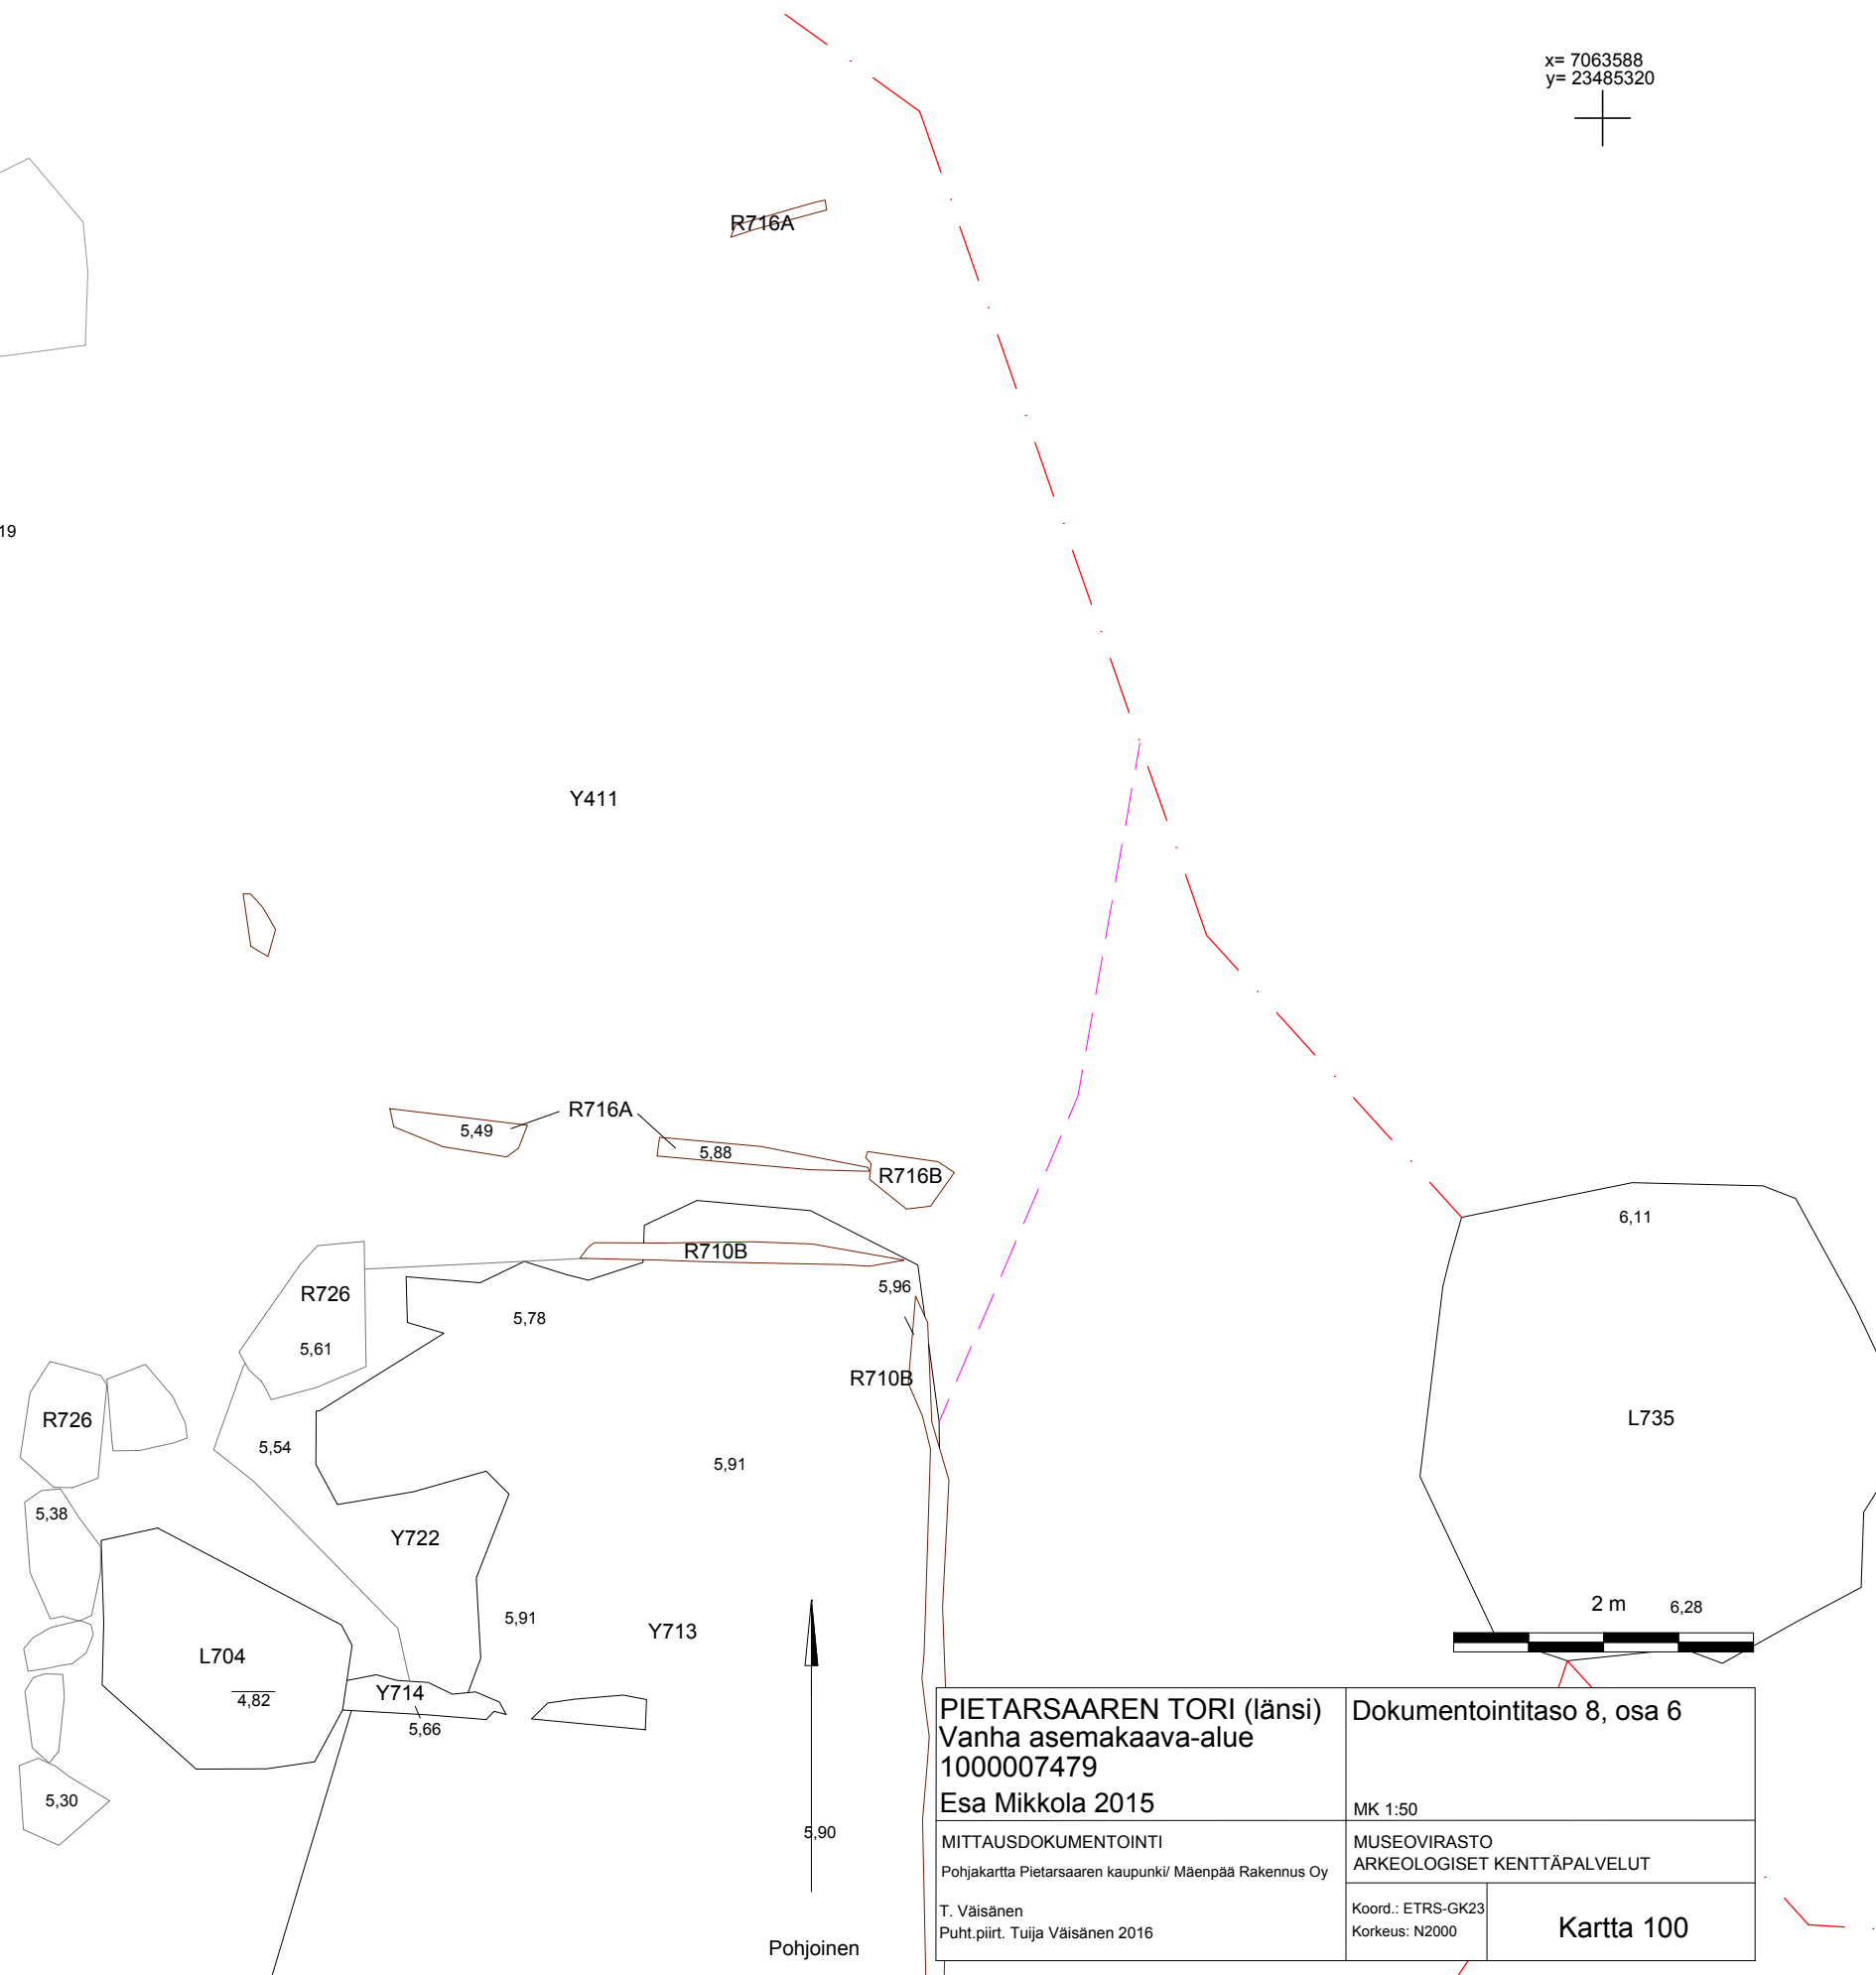 x= 7063588
y= 23485320
R716A
19
Y411
R716A
5,49
5,88
R716B
6,11
R710B
5,96
R726
5,78
5,61
R710B
R726
L735
5,54
5,91
5,38
Y722
2 m
6,28
5,91
Y713
L704
4,82
Y714
5,66
5,30
5,90
Pohjoinen
PIETARSAAREN TORI (länsi)
Vanha asemakaava-alue
1000007479
Esa Mikkola 2015
Dokumentointitaso 8, osa 6
MK 1:50
MITTAUSDOKUMENTOINTI
Pohjakartta Pietarsaaren kaupunki/ Mäenpää Rakennus Oy
T. Väisänen
Puht.piirt. Tuija Väisänen 2016
MUSEOVIRASTO
ARKEOLOGISET KENTTÄPALVELUT
Koord.: ETRS-GK23
Korkeus: N2000
Kartta 100